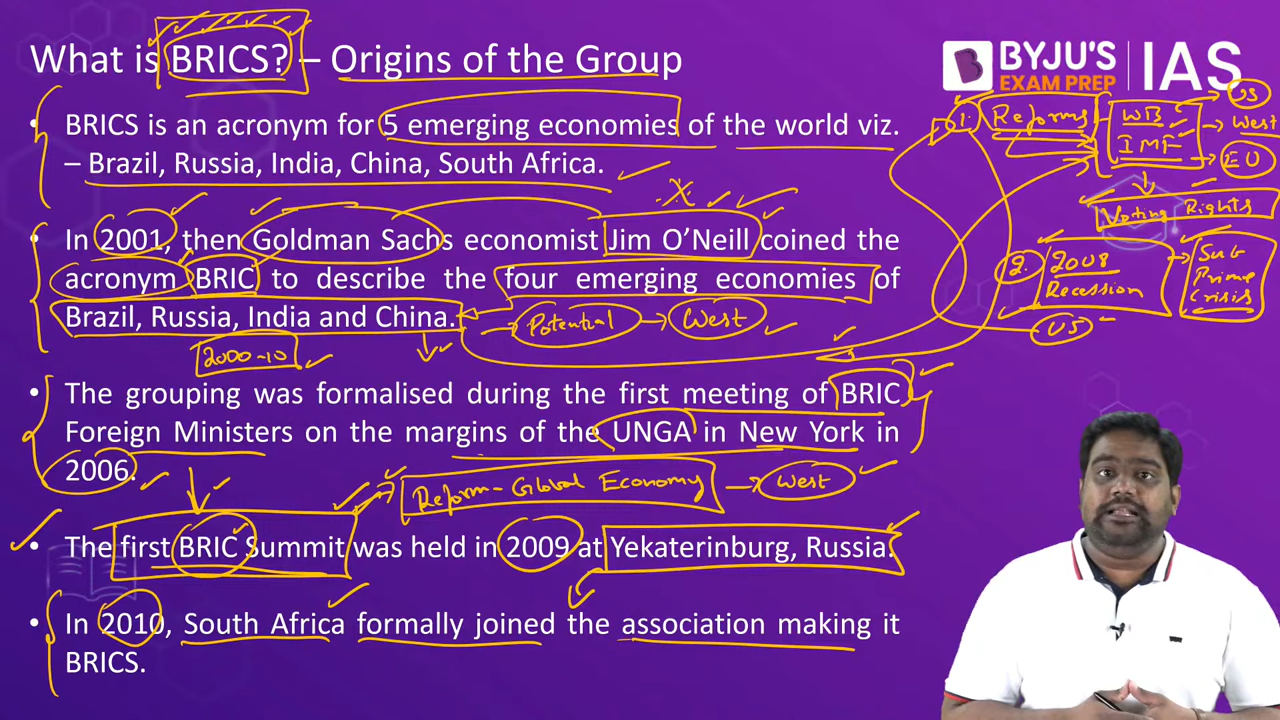 What is BRICS? – Origins of the Group
BYJU'S
EXAM PREP
IAS
• BRICS is an acronym for 5 emerging economies of the world viz.
– Brazil, Russia, India, China, South Africa.
• In 2001, then Goldman Sachs economist Jim O'Neill coined the
acronym BRIC to describe the four emerging economies of
Brazil, Russia, India and China.
→ Potential → West
2000-10
• The grouping was formalised during the first meeting of BRIC
Foreign Ministers on the margins of the UNGA in New York in
2006.
Reform - Global Economy → West
• The first BRIC Summit was held in 2009 at Yekaterinburg, Russia.
• In 2010, South Africa formally joined the association making it
BRICS.
1. Reforms
WB
IMF
US
→ West
→ EU
Voting Rights
2. 2008
Recession
Sub
Prime
Crisis
US